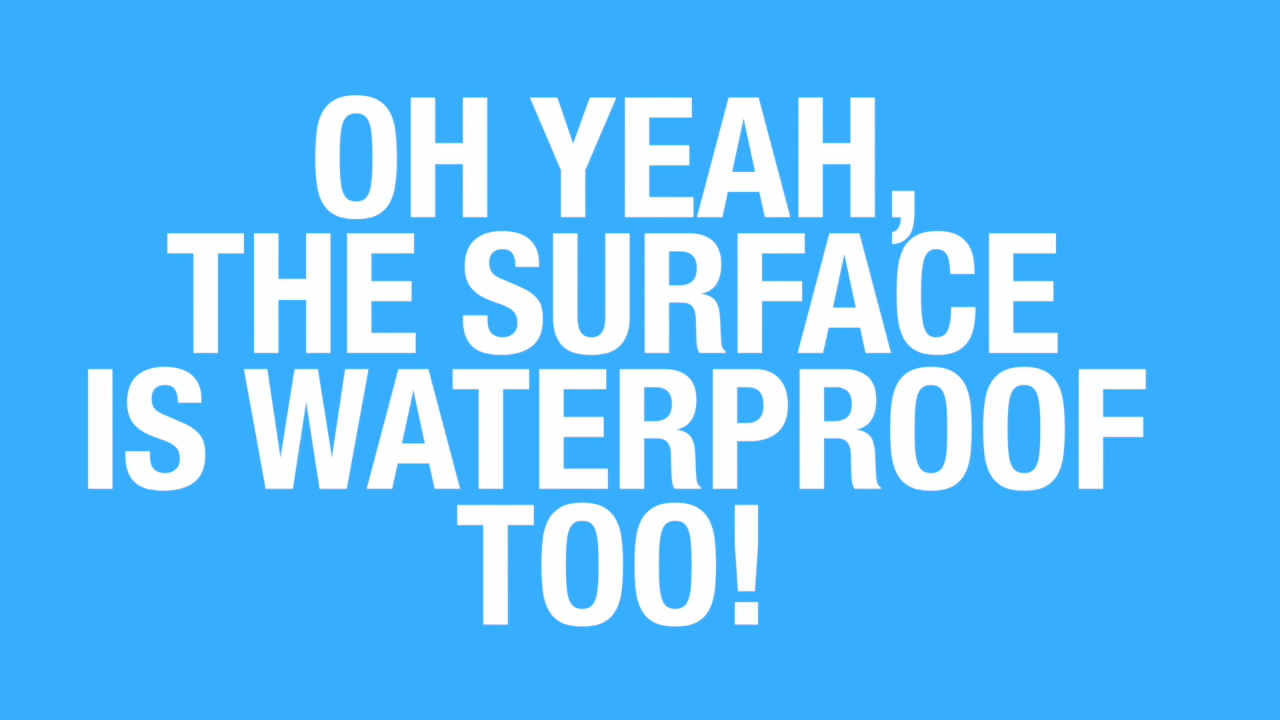 OH YEAH,
THE SURFACE
IS WATERPROOF
TOO!